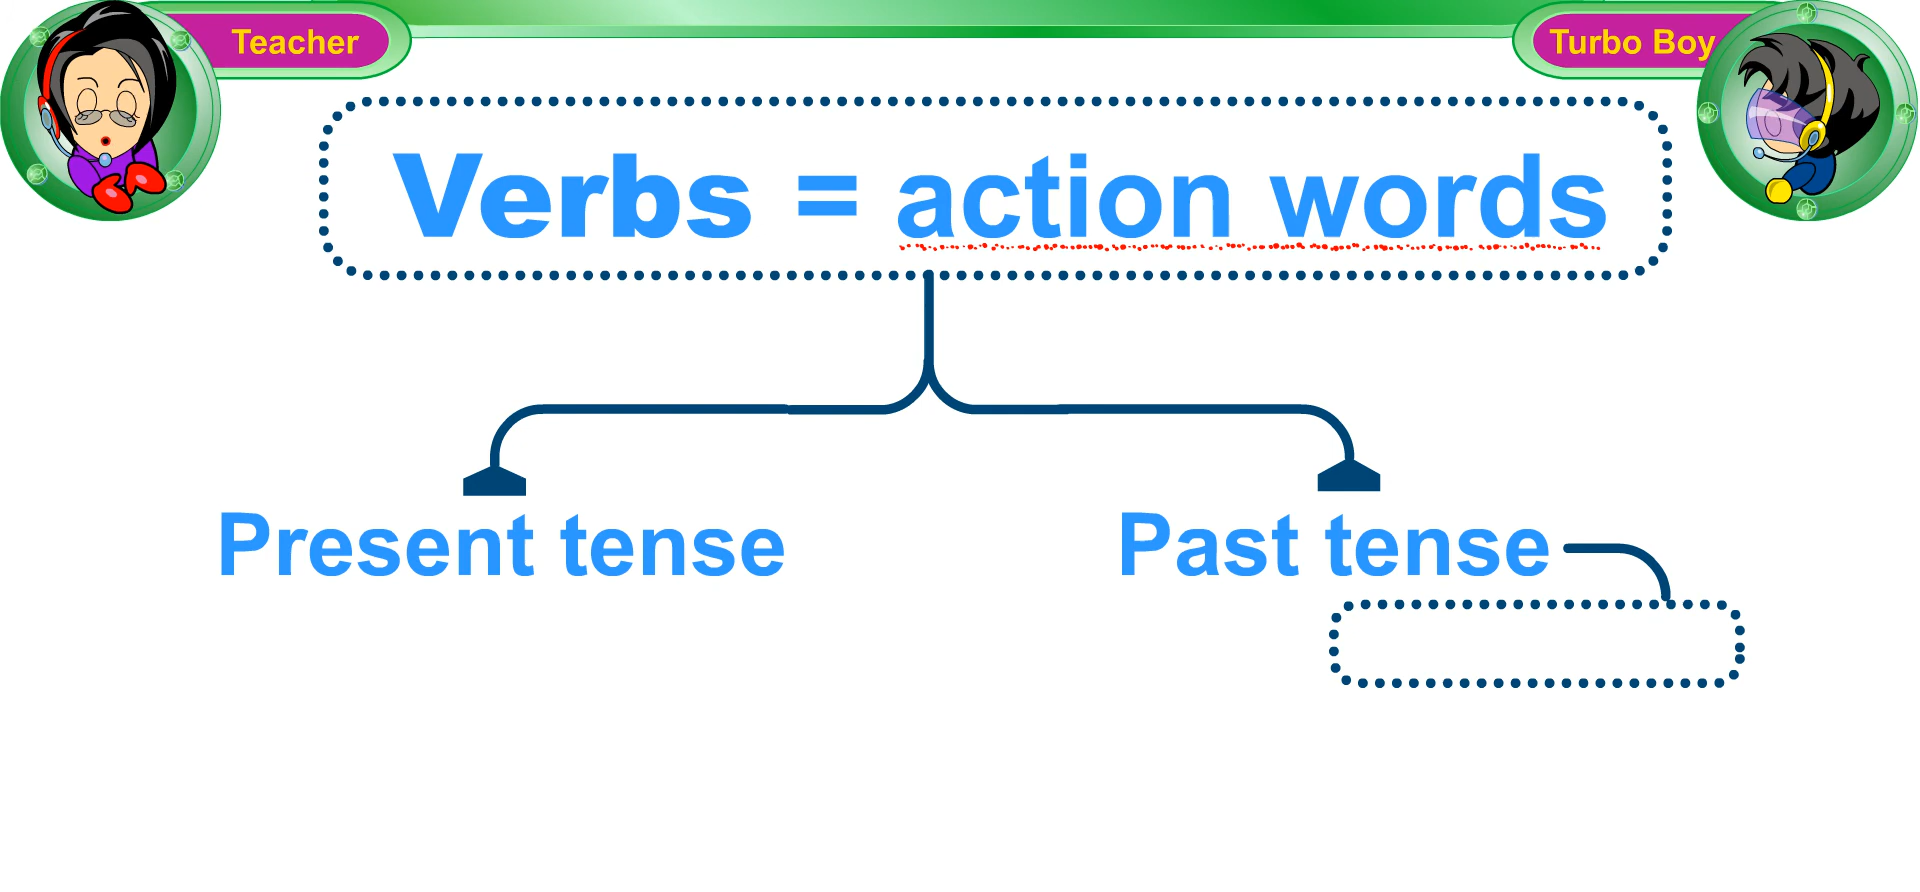 Teacher
Turbo Boy
Verbs = action words
Present tense
Past tense